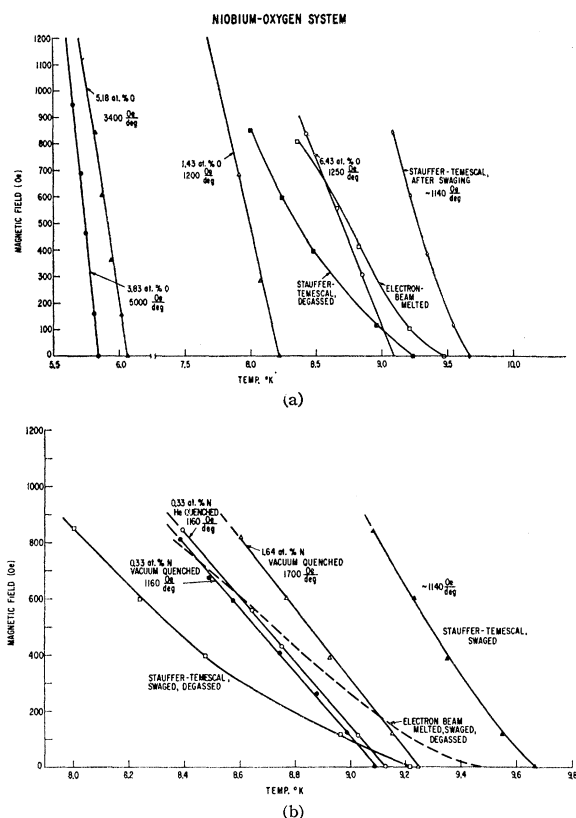 NIOBIUM-OXYGEN SYSTEM
MAGNETIC FIELD (Oe)
1200
1100
1000
900
800
700
600
500
400
300
200
100
0
5.18 at. % O
3400 Oe/deg
3.83 at. % O
5000 Oe/deg
1.43 at. % O
1200 Oe/deg
6.43 at. % O
1250 Oe/deg
STAUFFER-TEMESCAL,
AFTER SWAGING
~1140 Oe/deg
STAUFFER-
TEMESCAL,
DEGASSED
ELECTRON-
BEAM
MELTED
5.5 6.0 7.5 8.0 8.5 9.0 9.5 10.0
TEMP. °K
(a)
MAGNETIC FIELD (Oe)
1200
1000
800
600
400
200
0
0.33 at. % N
He QUENCHED
1160 Oe/deg
0.33 at. % N
VACUUM QUENCHED
1160 Oe/deg
1.64 at. % N
VACUUM QUENCHED
1700 Oe/deg
~1140 Oe/deg
STAUFFER-TEMESCAL,
SWAGED
STAUFFER-TEMESCAL,
SWAGED, DEGASSED
ELECTRON BEAM
MELTED, SWAGED,
DEGASSED
8.0 8.2 8.4 8.6 8.8 9.0 9.2 9.4 9.6 9.8
TEMP. °K
(b)